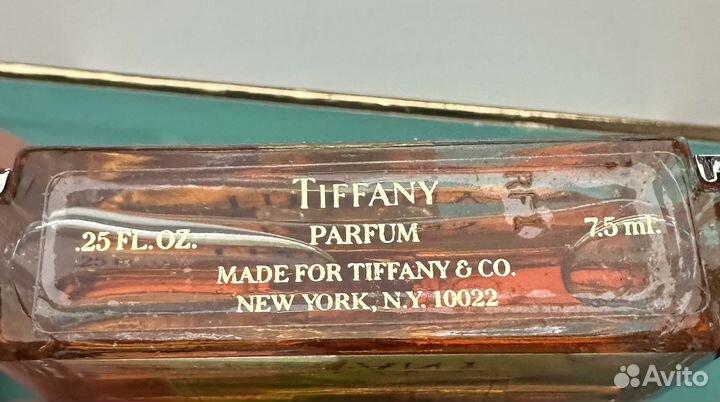 TIFFANY
.25 FL. OZ. PARFUM 7.5 ml.
MADE FOR TIFFANY & CO.
NEW YORK, N.Y. 10022
Avito